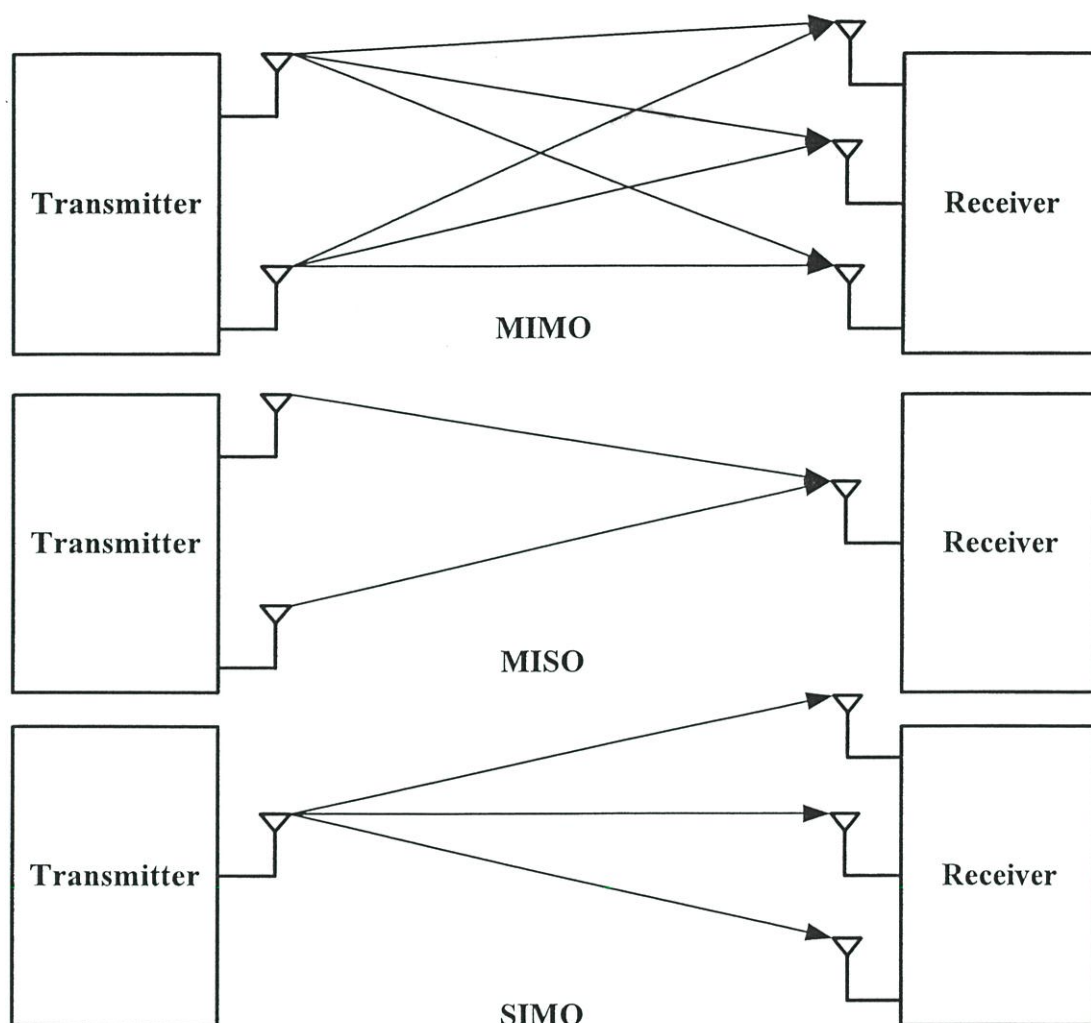 Transmitter
Receiver
MIMO
Transmitter
Receiver
MISO
Transmitter
Receiver
SIMO